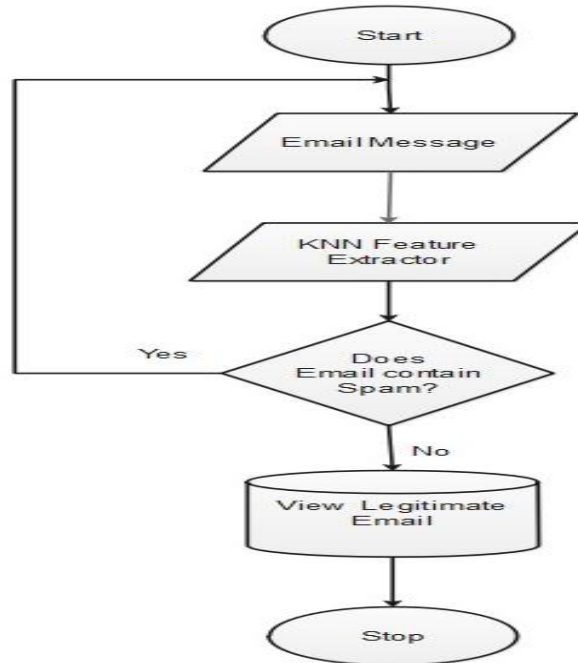 Start
Email Message
KNN Feature
Extractor
Does
Email contain
Spam?
Yes
No
View Legitimate
Email
Stop